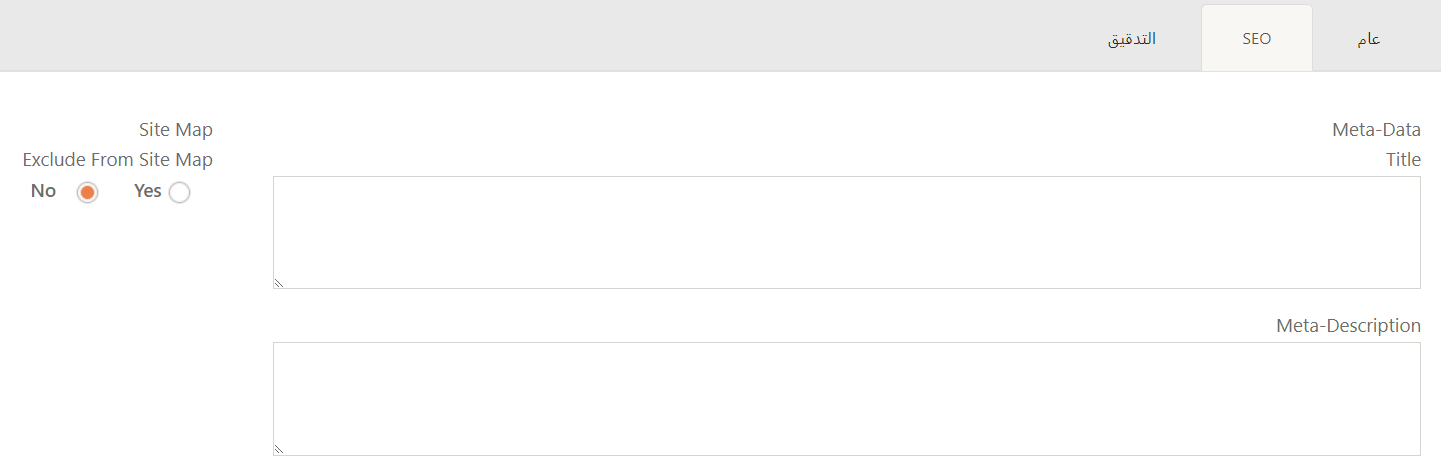 عام
SEO
التدقيق
Meta-Data
Title
Meta-Description
Site Map
Exclude From Site Map
Yes
No